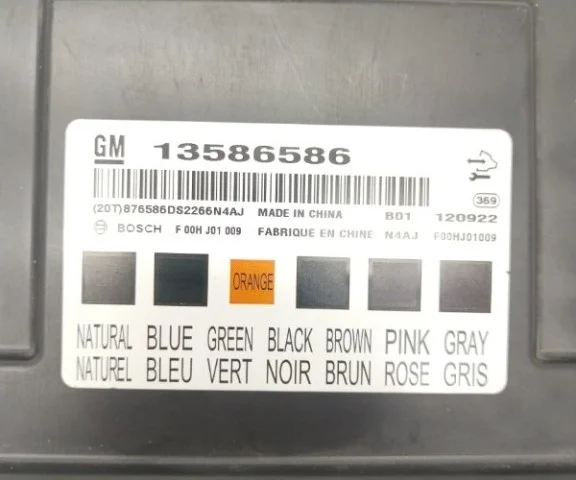 GM 13586586
(20T)876586DS2266N4AJ MADE IN CHINA B01 120922
369
BOSCH F 00H J01 009 FABRIQUE EN CHINE N4AJ F00HJ01009
ORANGE
NATURAL BLUE GREEN BLACK BROWN PINK GRAY
NATUREL BLEU VERT NOIR BRUN ROSE GRIS